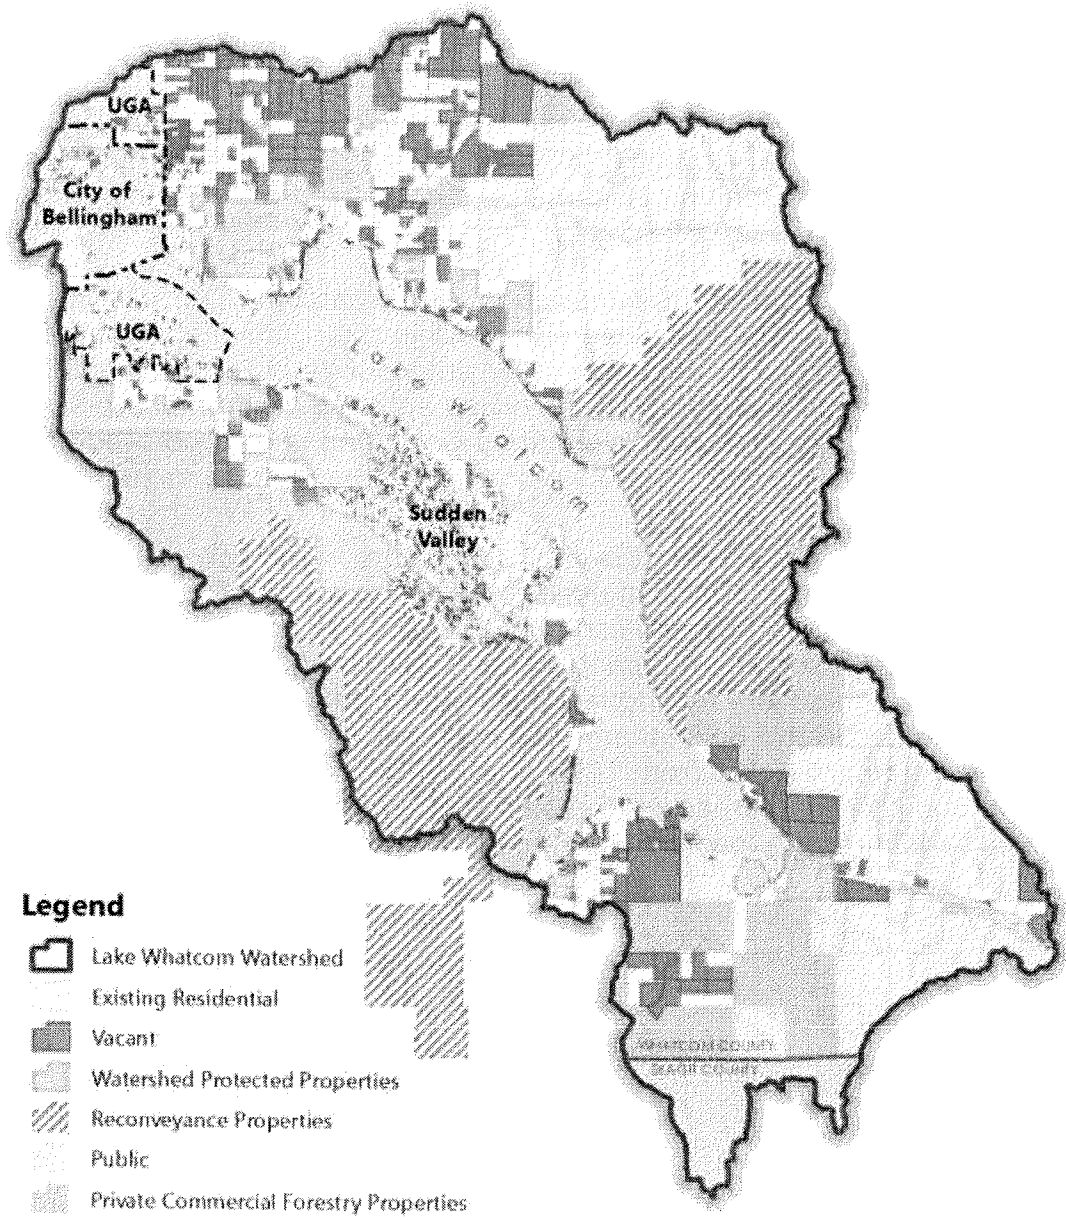 UGA
City of
Bellingham
UGA
LAKE WHATCOM
Sudden
Valley
Legend
Lake Whatcom Watershed
Existing Residential
Vacant
Watershed Protected Properties
Reconveyance Properties
Public
Private Commercial Forestry Properties
WHATCOM COUNTY
SKAGIT COUNTY